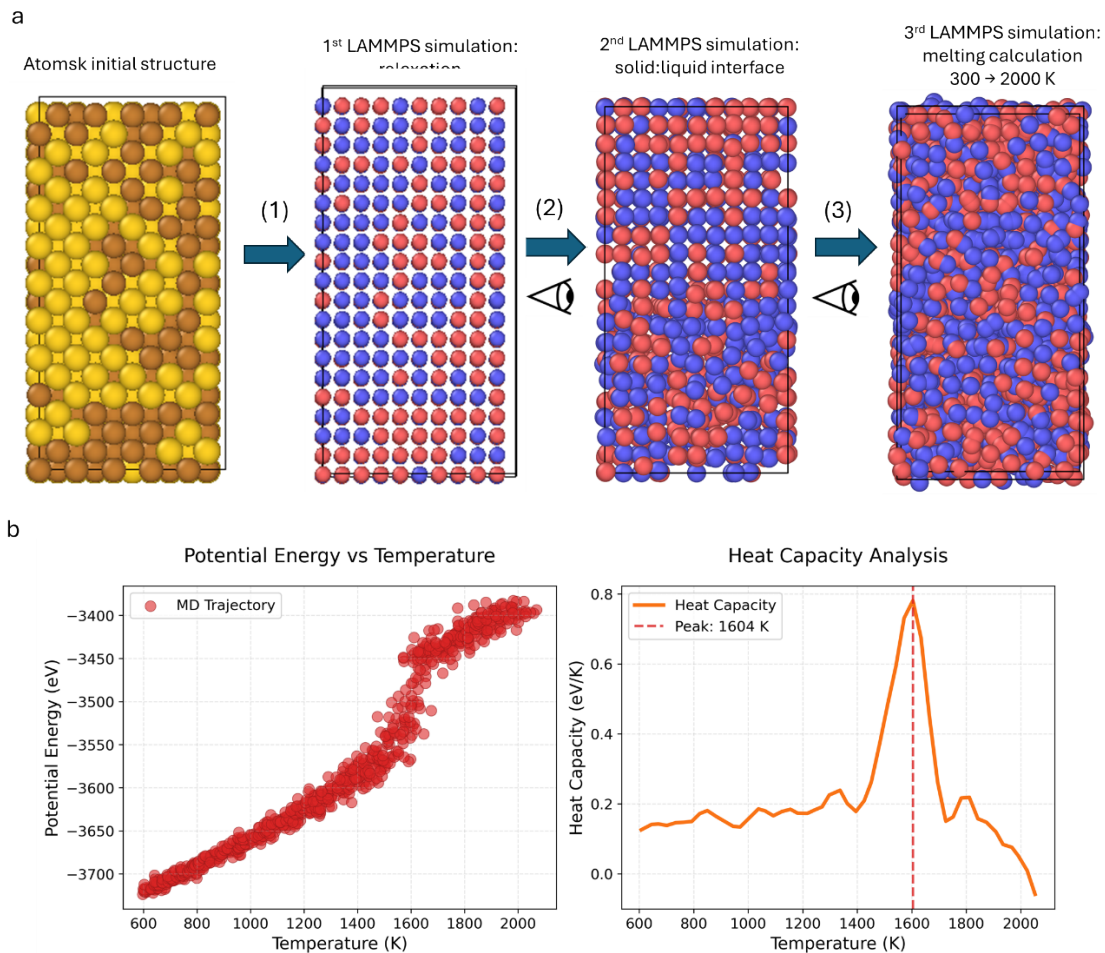 a
Atomsk initial structure
1st LAMMPS simulation:
relaxation
2nd LAMMPS simulation:
solid:liquid interface
3rd LAMMPS simulation:
melting calculation
300 → 2000 K
(1)
(2)
(3)
b
Potential Energy vs Temperature
MD Trajectory
Potential Energy (eV)
−3400
−3450
−3500
−3550
−3600
−3650
−3700
600 800 1000 1200 1400 1600 1800 2000
Temperature (K)
Heat Capacity Analysis
Heat Capacity
Peak: 1604 K
Heat Capacity (eV/K)
0.8
0.6
0.4
0.2
0.0
600 800 1000 1200 1400 1600 1800 2000
Temperature (K)